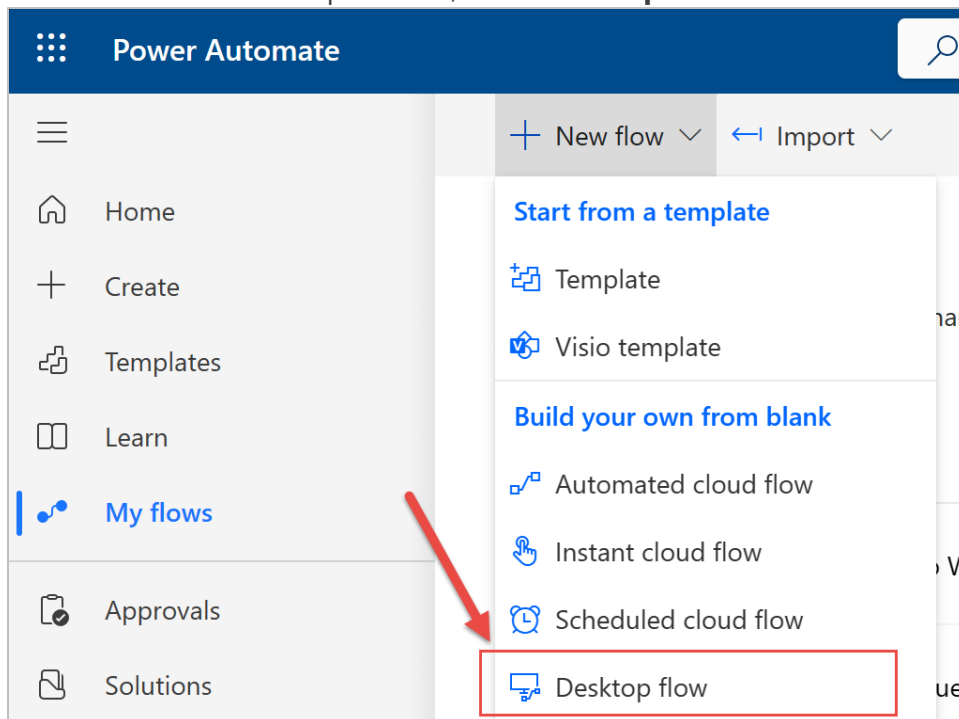 Power Automate
New flow
Import
Home
Create
Templates
Learn
My flows
Approvals
Solutions
Start from a template
Template
Visio template
Build your own from blank
Automated cloud flow
Instant cloud flow
Scheduled cloud flow
Desktop flow